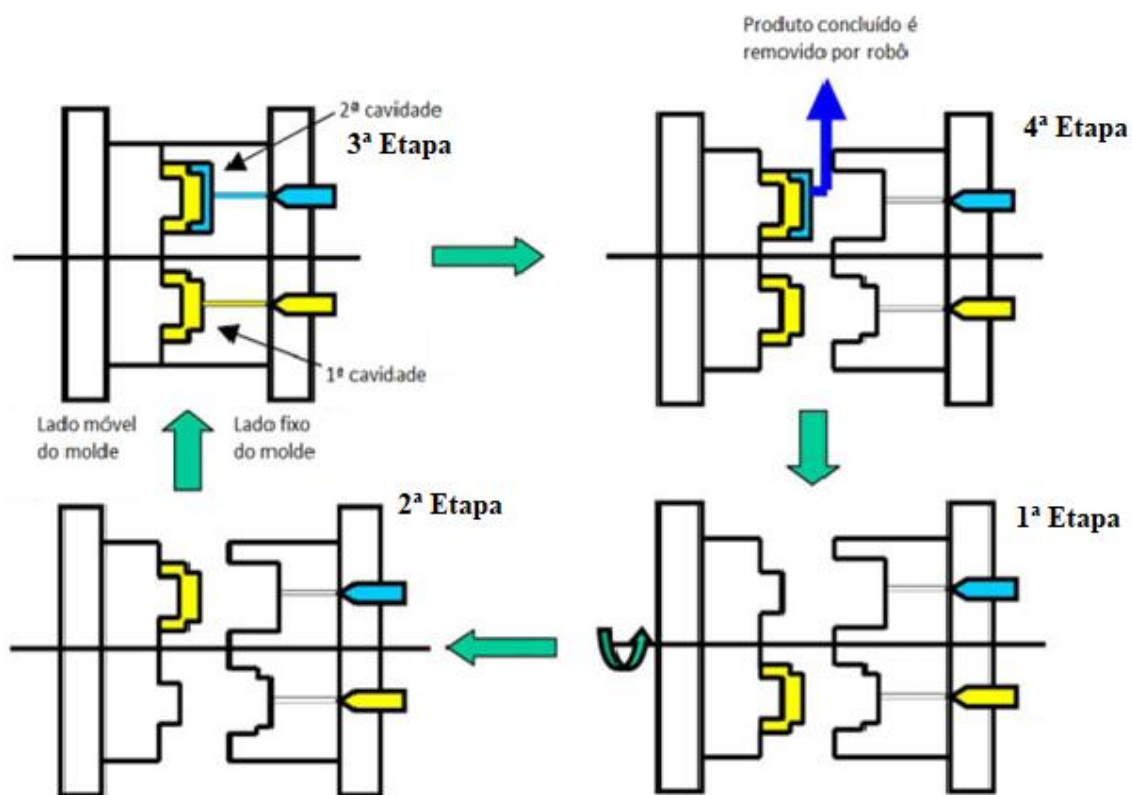 Produto concluído é
removido por robô
2ª cavidade
3ª Etapa
4ª Etapa
1ª cavidade
Lado móvel
do molde
Lado fixo
do molde
2ª Etapa
1ª Etapa